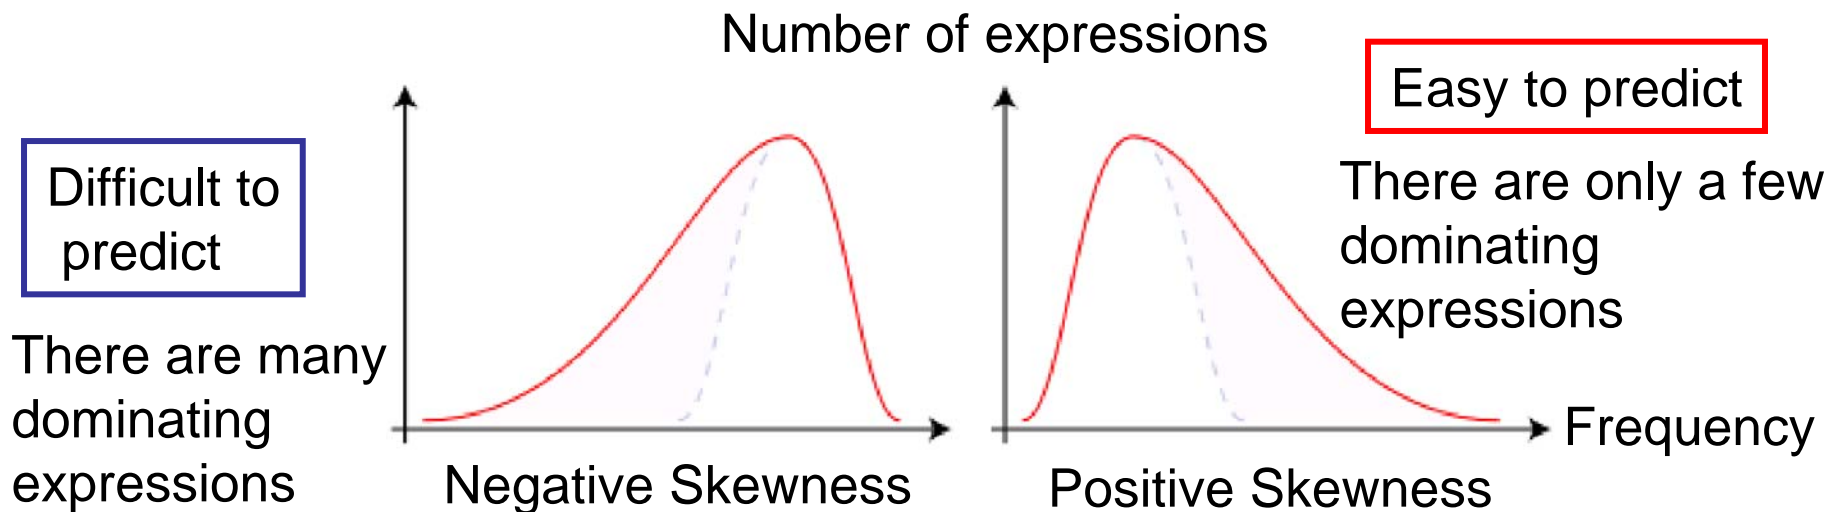 Number of expressions
Difficult to
predict
There are many
dominating
expressions
Negative Skewness
Easy to predict
There are only a few
dominating
expressions
Frequency
Positive Skewness